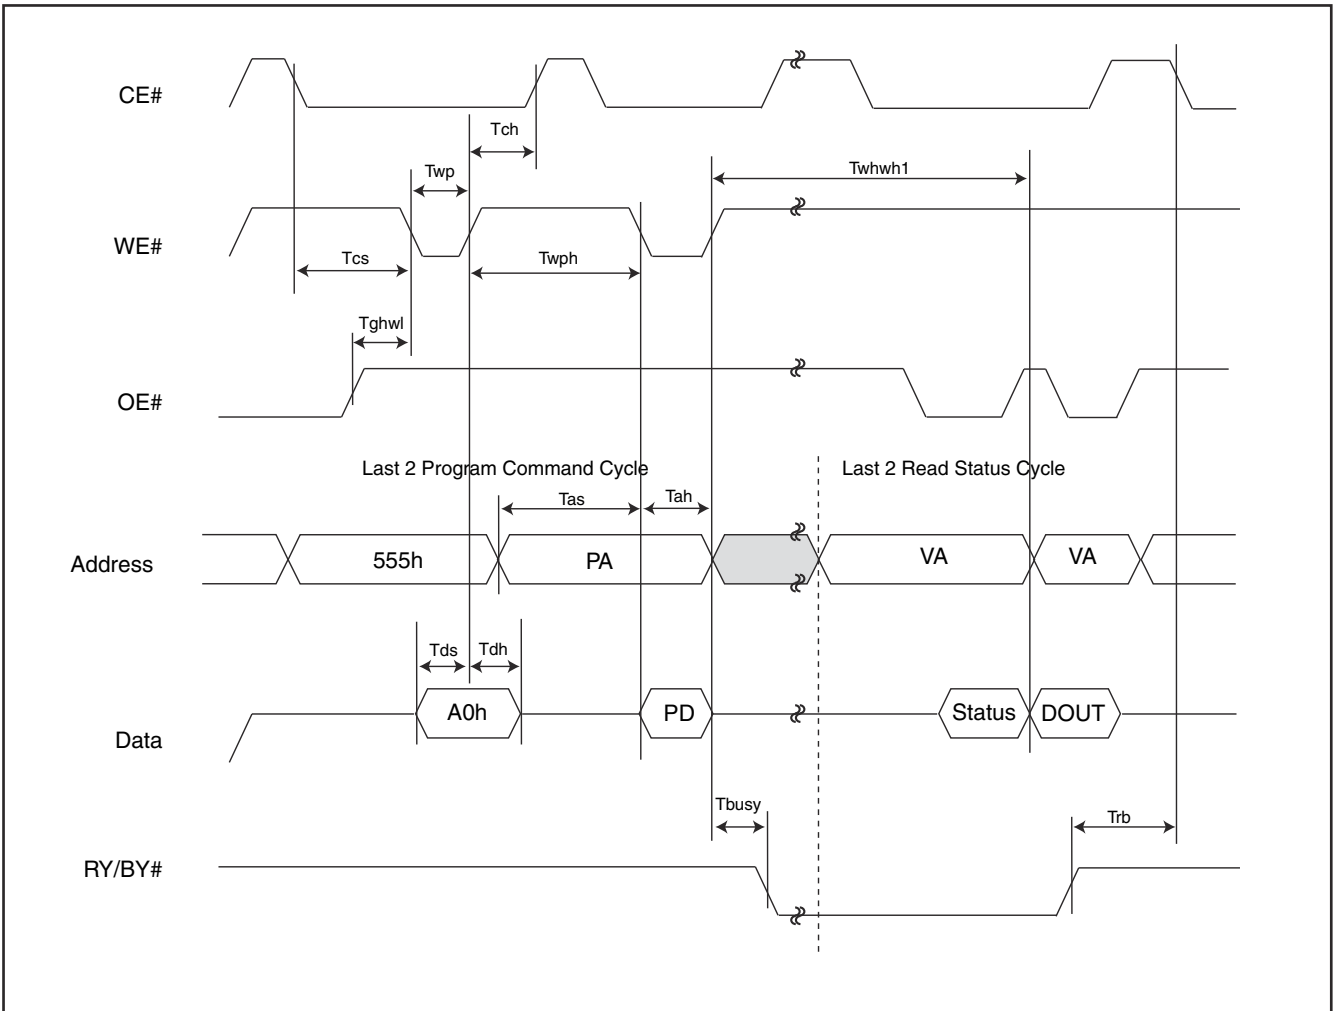 CE#
Tch
Twp
Twhwh1
WE#
Tcs
Twph
Tghwl
OE#
Last 2 Program Command Cycle
Last 2 Read Status Cycle
Tas
Tah
Address
555h
PA
VA
VA
Tds
Tdh
A0h
PD
Status
DOUT
Data
Tbusy
Trb
RY/BY#